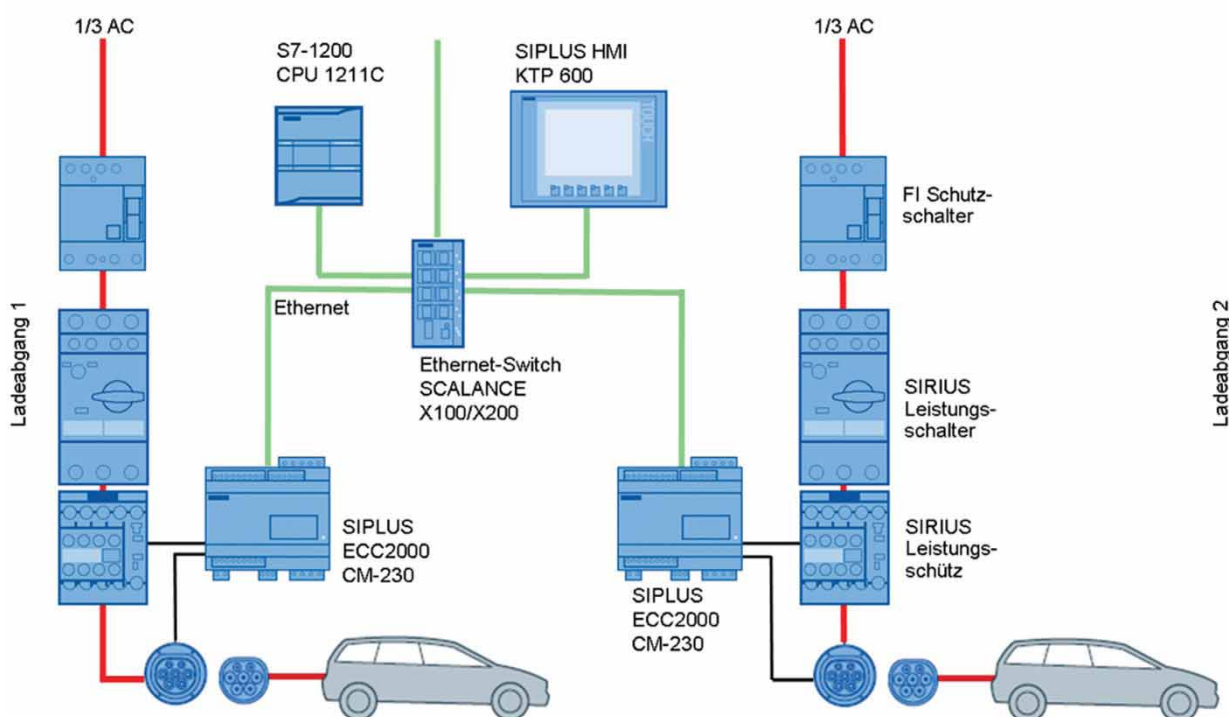 1/3 AC
S7-1200
CPU 1211C
SIPLUS HMI
KTP 600
1/3 AC
FI Schutz-
schalter
Ladeabgang 1
Ethernet
Ethernet-Switch
SCALANCE
X100/X200
SIRIUS
Leistungs-
schalter
Ladeabgang 2
SIPLUS
ECC2000
CM-230
SIPLUS
ECC2000
CM-230
SIRIUS
Leistungs-
schütz